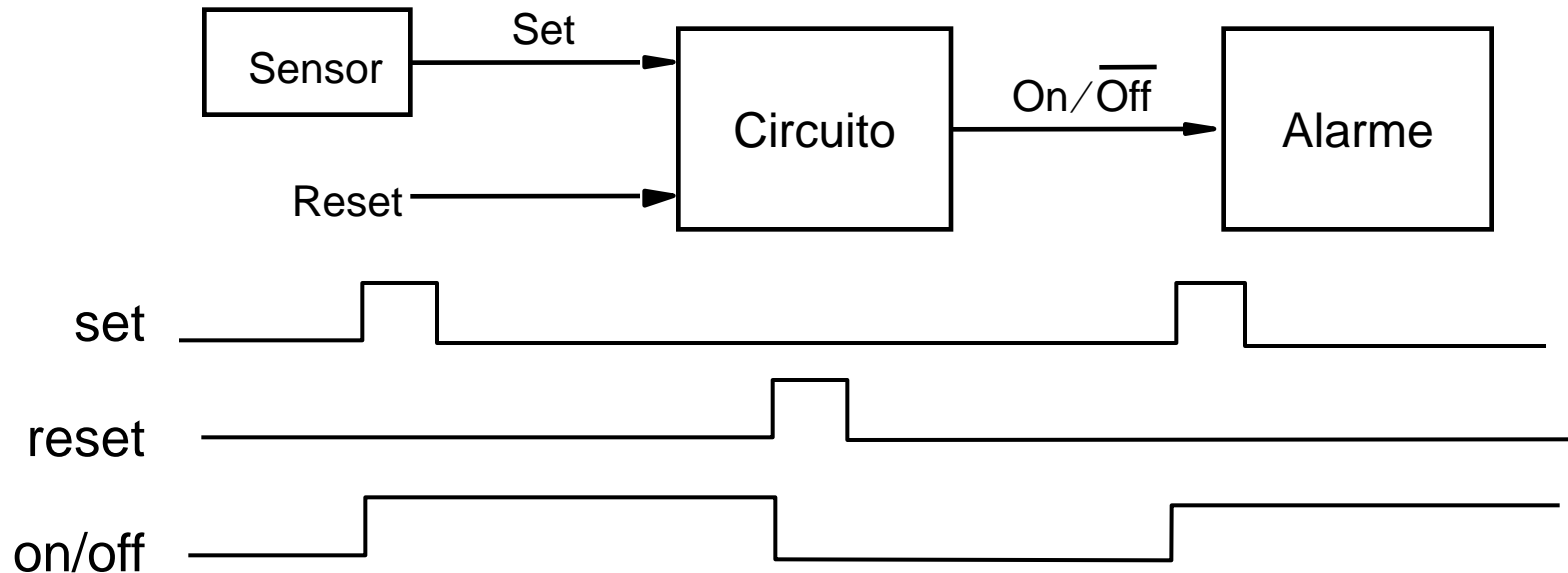 Set
Sensor
On/Off
Circuito
Alarme
Reset
set
reset
on/off